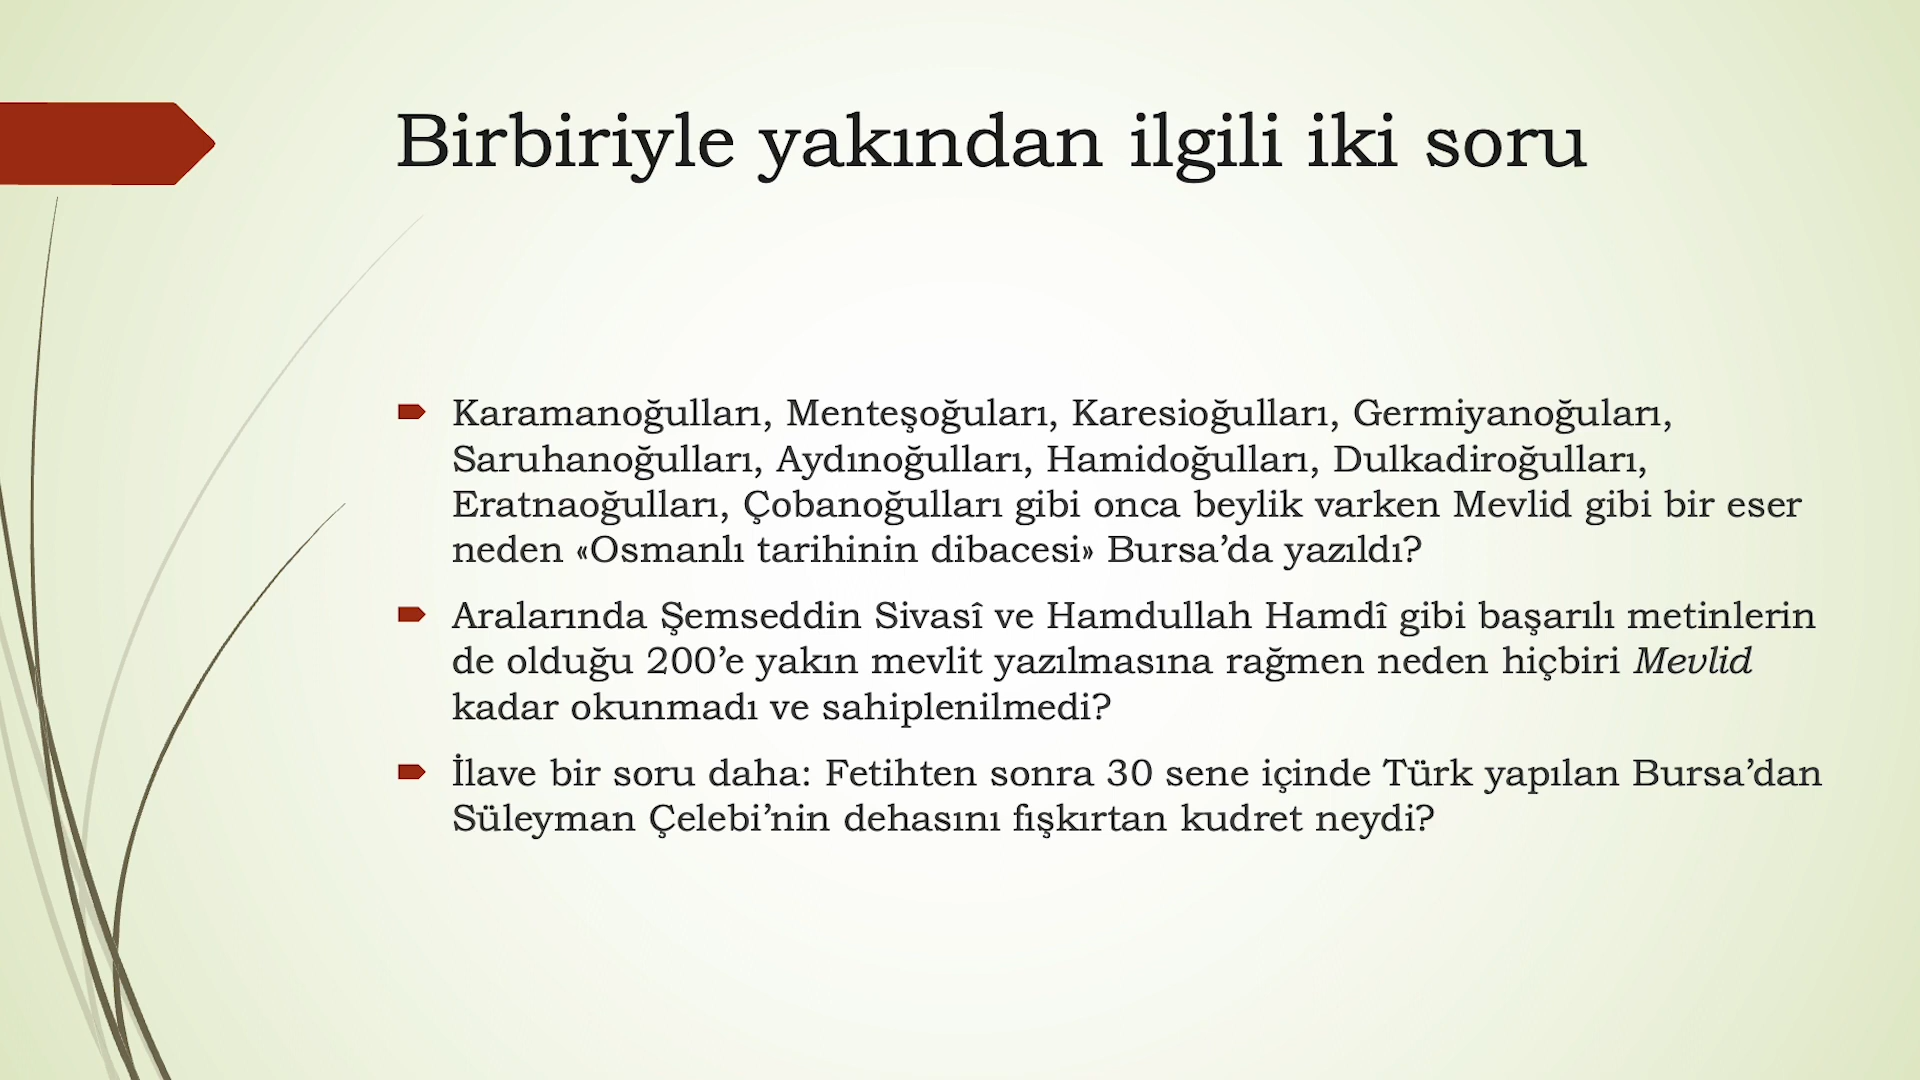 Birbiriyle yakından ilgili iki soru
Karamanoğulları, Menteşoğuları, Karesioğulları, Germiyanoğuları,
Saruhanoğulları, Aydınoğulları, Hamidoğulları, Dulkadiroğulları,
Eratnaoğulları, Çobanoğulları gibi onca beylik varken Mevlid gibi bir eser
neden «Osmanlı tarihinin dibacesi» Bursa’da yazıldı?
Aralarında Şemseddin Sivasî ve Hamdullah Hamdî gibi başarılı metinlerin
de olduğu 200’e yakın mevlit yazılmasına rağmen neden hiçbiri Mevlid
kadar okunmadı ve sahiplenilmedi?
İlave bir soru daha: Fetihten sonra 30 sene içinde Türk yapılan Bursa’dan
Süleyman Çelebi’nin dehasını fışkırtan kudret neydi?